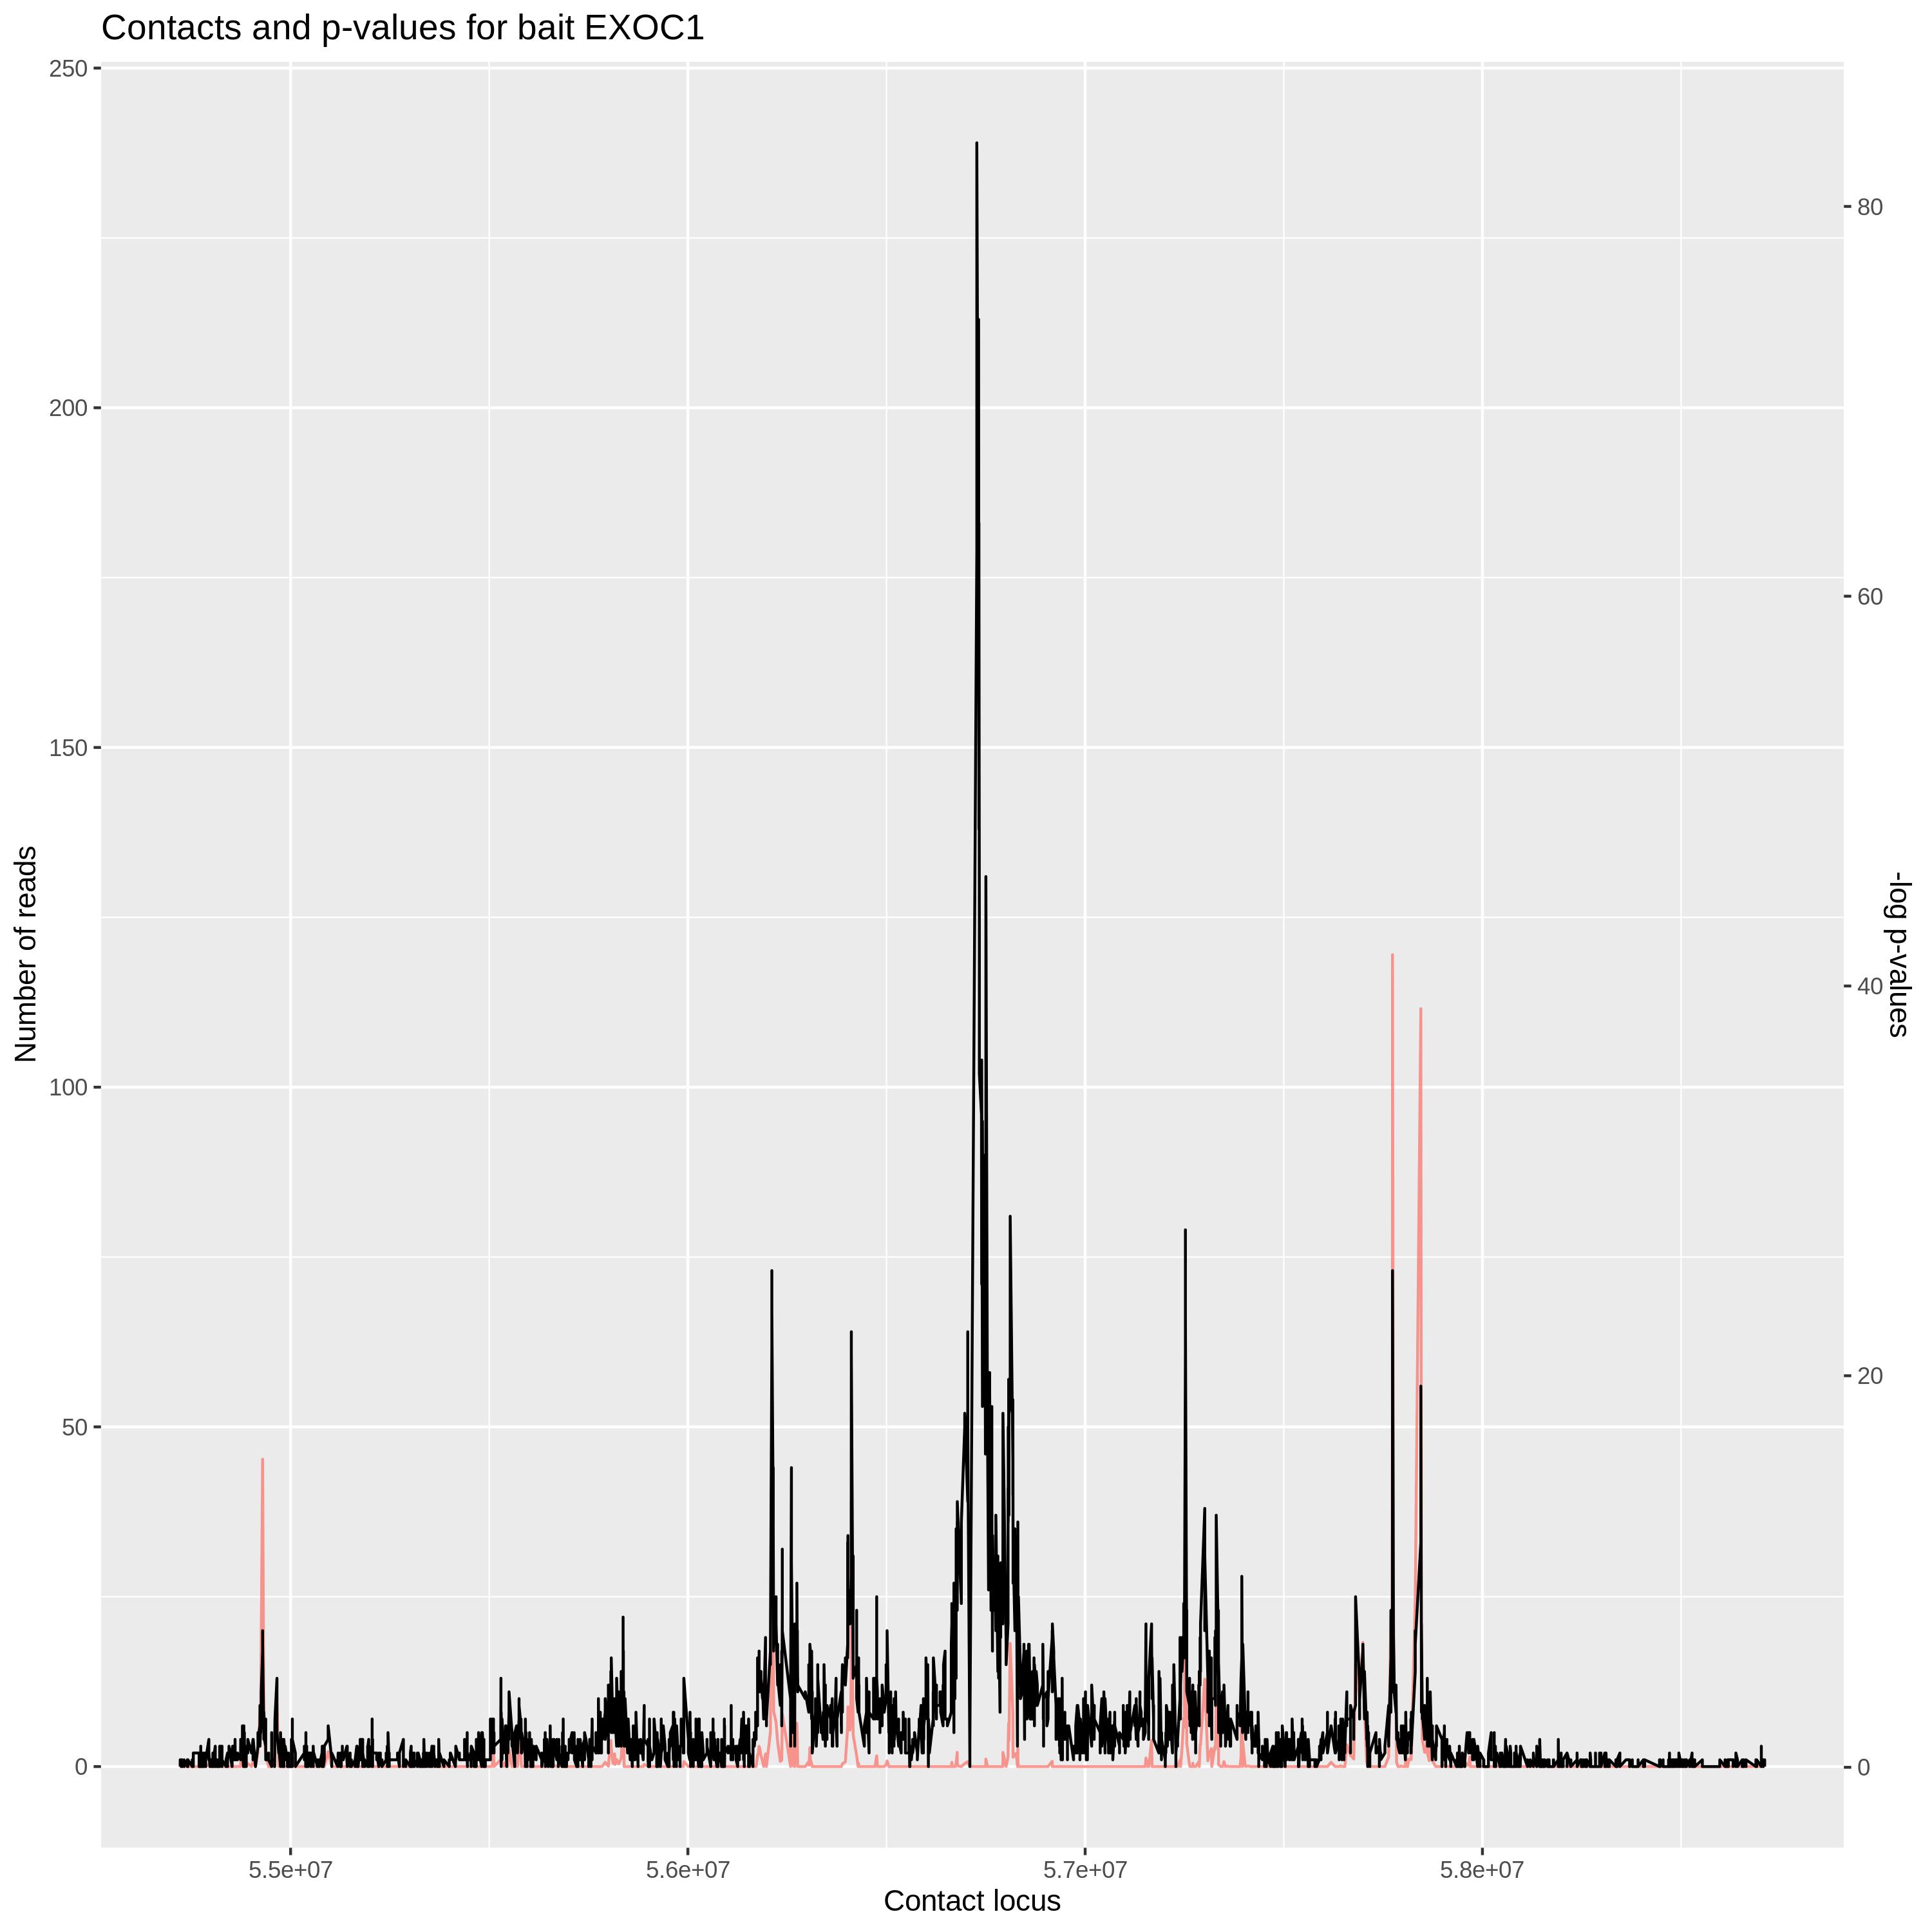 Contacts and p-values for bait EXOC1
250
200
150
100
50
0
Number of reads
80
60
40
20
0
-log p-values
5.5e+07 5.6e+07 5.7e+07 5.8e+07
Contact locus